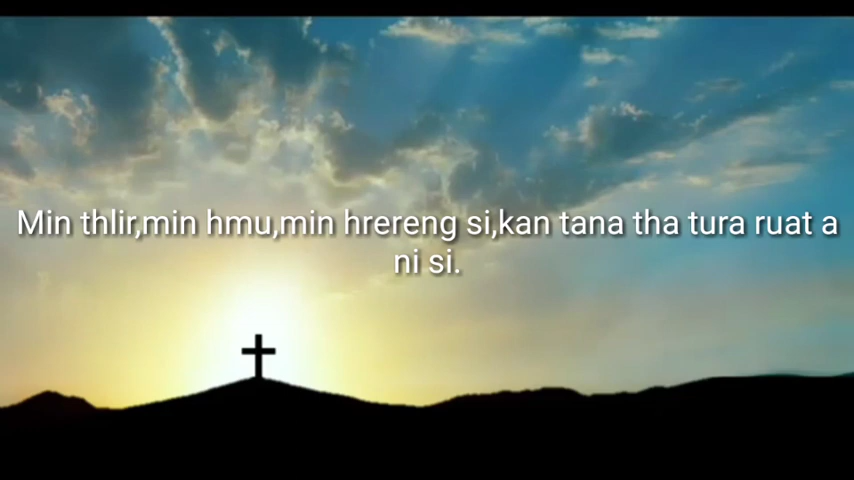 Min thlir,min hmu,min hrereng si,kan tana tha tura ruat a
ni si.